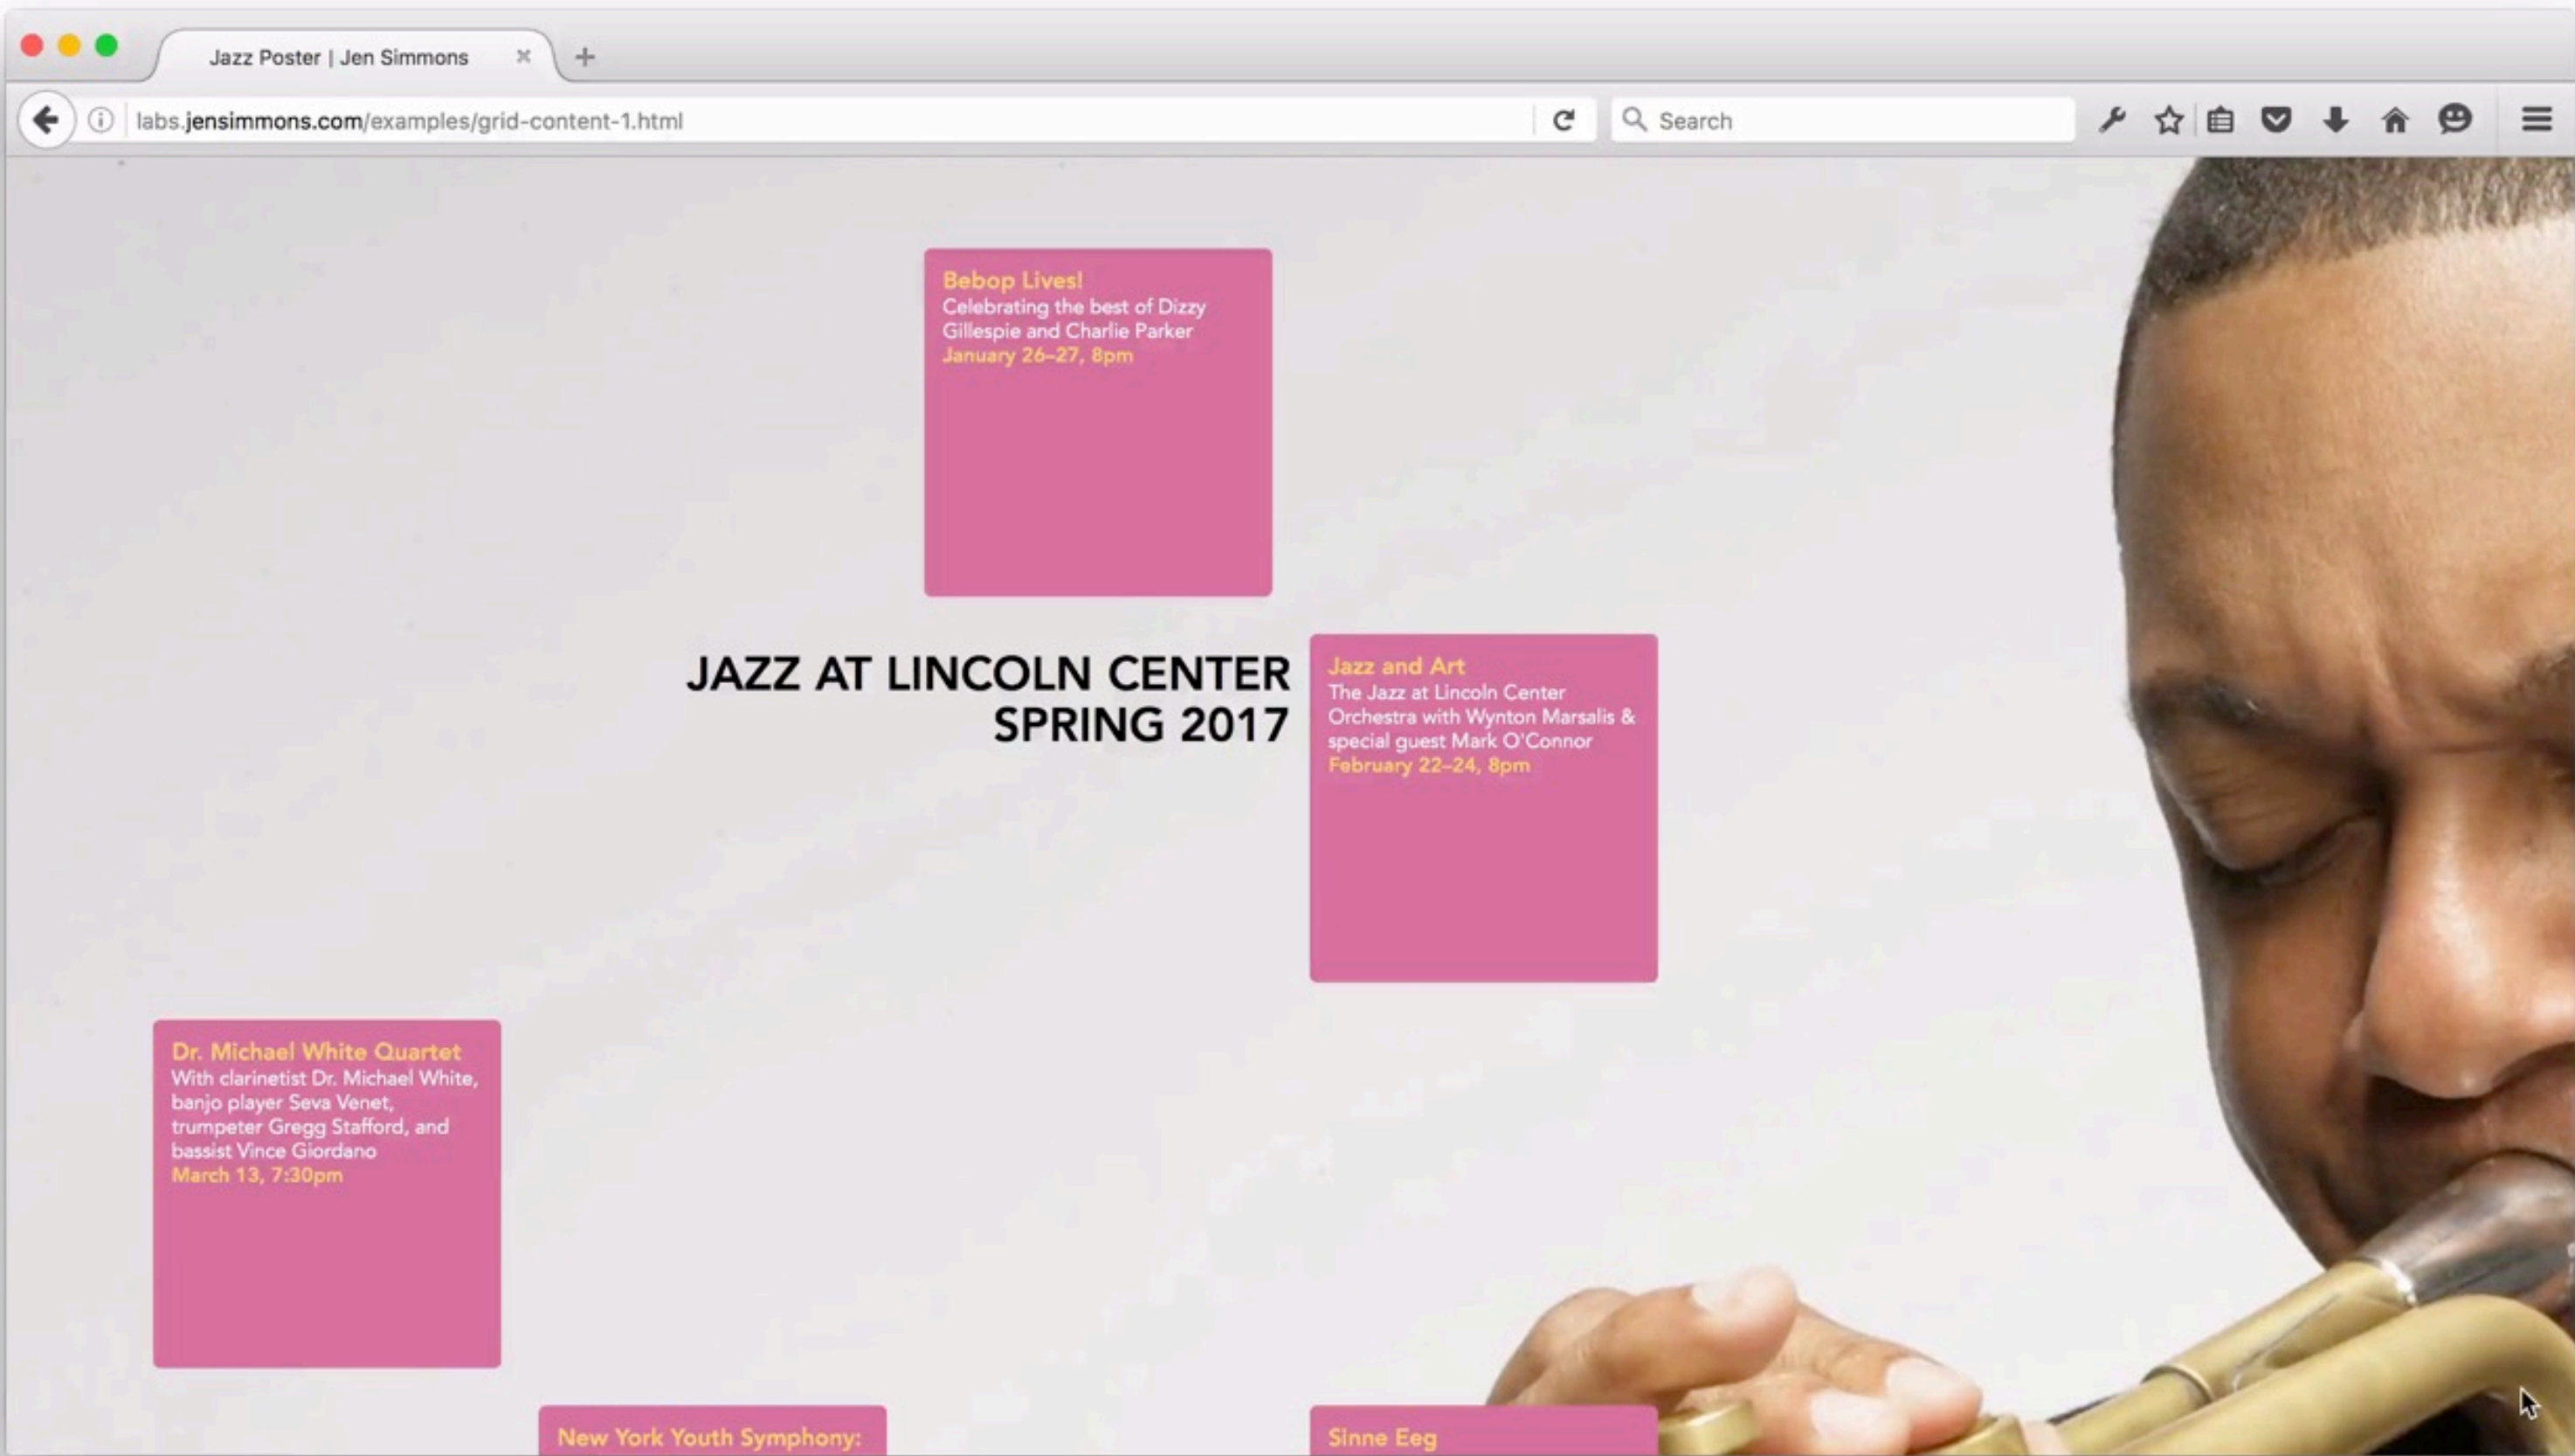 Jazz Poster | Jen Simmons
labs.jensimmons.com/examples/grid-content-1.html
Search
Bebop Lives!
Celebrating the best of Dizzy
Gillespie and Charlie Parker
January 26–27, 8pm
JAZZ AT LINCOLN CENTER
SPRING 2017
Jazz and Art
The Jazz at Lincoln Center
Orchestra with Wynton Marsalis &
special guest Mark O'Connor
February 22–24, 8pm
Dr. Michael White Quartet
With clarinetist Dr. Michael White,
banjo player Seva Venet,
trumpeter Gregg Stafford, and
bassist Vince Giordano
March 13, 7:30pm
New York Youth Symphony:
Sinne Eeg